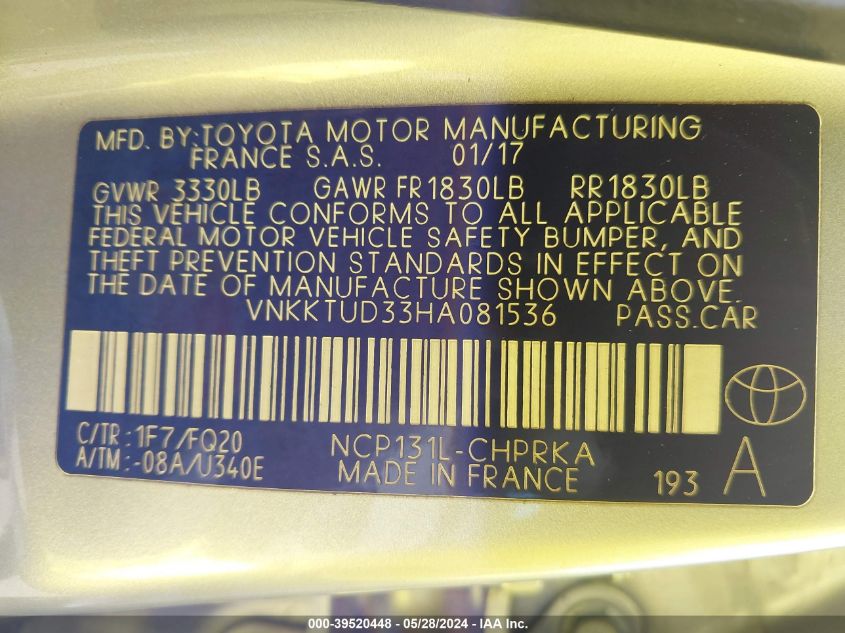 MFD. BY:TOYOTA MOTOR MANUFACTURING
FRANCE S.A.S. 01/17
GVWR 3330LB GAWR FR1830LB RR1830LB
THIS VEHICLE CONFORMS TO ALL APPLICABLE
FEDERAL MOTOR VEHICLE SAFETY BUMPER, AND
THEFT PREVENTION STANDARDS IN EFFECT ON
THE DATE OF MANUFACTURE SHOWN ABOVE.
VNKKTUD33HA081536 PASS.CAR
C/TR:1F7/FQ20 NCP131L-CHPRKA
A/TM:-08A/U340E MADE IN FRANCE 193 A
000-39520448 - 05/28/2024 - IAAI, Inc.